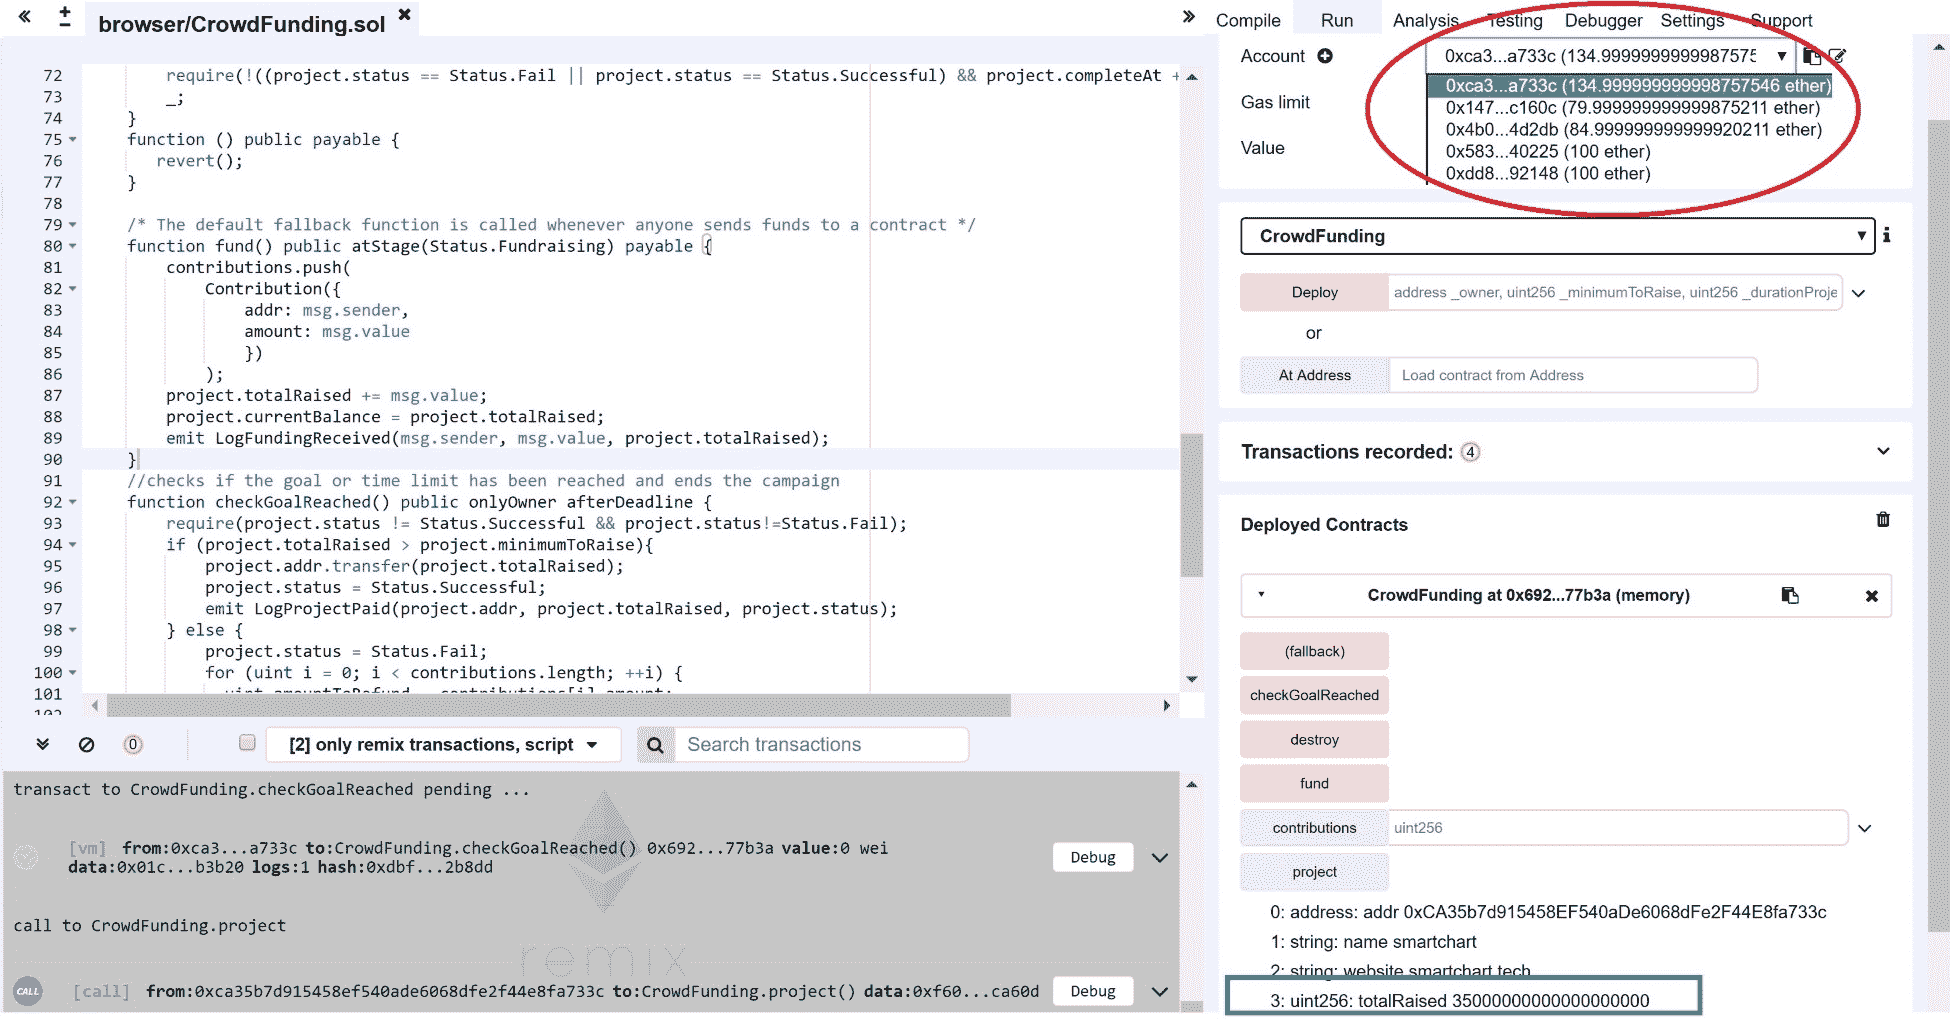 browser/CrowdFunding.sol
72 require(!((project.status == Status.Fail || project.status == Status.Successful) && project.completeAt +
73 _;
74 }
75 function () public payable {
76 revert();
77 }
78
79 /* The default fallback function is called whenever anyone sends funds to a contract */
80 function fund() public atStage(Status.Fundraising) payable {
81 contributions.push(
82 Contribution({
83 addr: msg.sender,
84 amount: msg.value
85 })
86 );
87 project.totalRaised += msg.value;
88 project.currentBalance = project.totalRaised;
89 emit LogFundingReceived(msg.sender, msg.value, project.totalRaised);
90 }
91 //checks if the goal or time limit has been reached and ends the campaign
92 function checkGoalReached() public onlyOwner afterDeadline {
93 require(project.status != Status.Successful && project.status!=Status.Fail);
94 if (project.totalRaised > project.minimumToRaise){
95 project.addr.transfer(project.totalRaised);
96 project.status = Status.Successful;
97 emit LogProjectPaid(project.addr, project.totalRaised, project.status);
98 } else {
99 project.status = Status.Fail;
100 for (uint i = 0; i < contributions.length; ++i) {
101 uint amountToRefund = contributions[i].amount;
102
0
[2] only remix transactions, script
Search transactions
transact to CrowdFunding.checkGoalReached pending ...
[vm] from:0xca3...a733c to:CrowdFunding.checkGoalReached() 0x692...77b3a value:0 wei
data:0x01c...b3b20 logs:1 hash:0xdbf...2b8dd
Debug
call to CrowdFunding.project
remix
CALL [call] from:0xca35b7d915458ef540ade6068dfe2f44e8fa733c to:CrowdFunding.project() data:0xf60...ca60d
Debug
Compile Run Analysis Testing Debugger Settings Support
Account 0xca3...a733c (134.9999999999987575
0xca3...a733c (134.999999999998757546 ether)
Gas limit
0x147...c160c (79.999999999999875211 ether)
0x4b0...4d2db (84.999999999999920211 ether)
Value
0x583...40225 (100 ether)
0xdd8...92148 (100 ether)
CrowdFunding
Deploy address _owner, uint256 _minimumToRaise, uint256 _durationProje
or
At Address Load contract from Address
Transactions recorded: 4
Deployed Contracts
CrowdFunding at 0x692...77b3a (memory)
(fallback)
checkGoalReached
destroy
fund
contributions uint256
project
0: address: addr 0xCA35b7d915458EF540aDe6068dFe2F44E8fa733c
1: string: name smartchart
2: string: website smartchart.tech
3: uint256: totalRaised 35000000000000000000